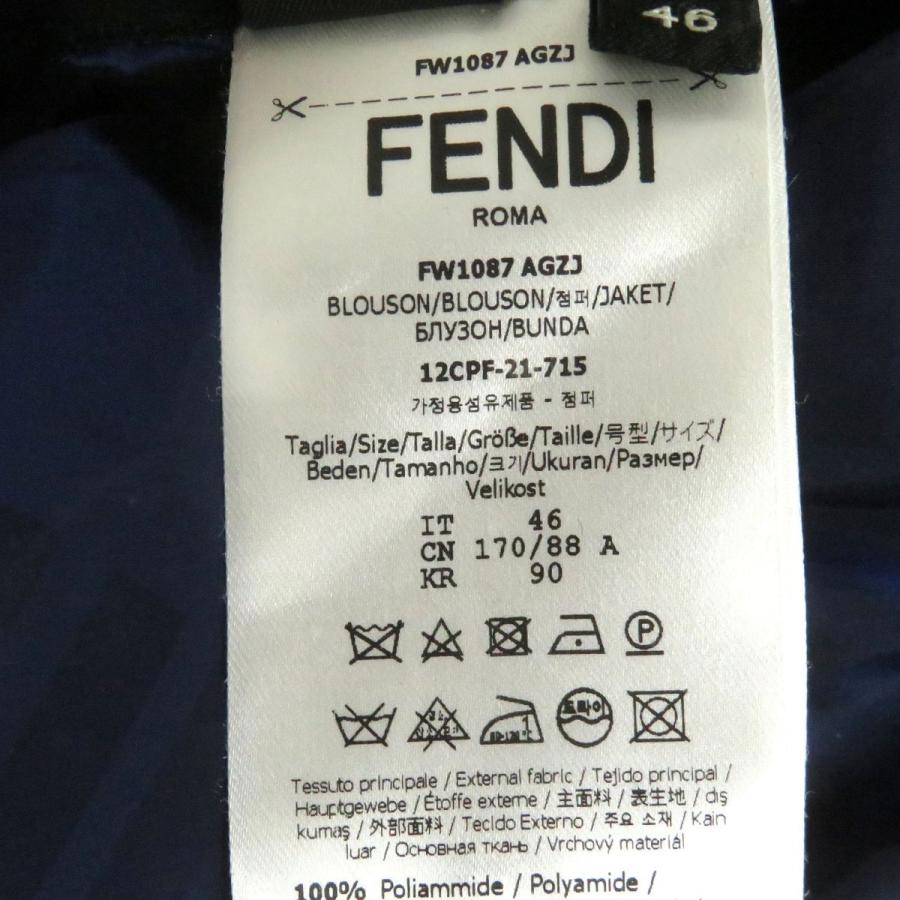 46
FW1087 AGZJ
FENDI
ROMA
FW1087 AGZJ
BLOUSON/BLOUSON/점퍼/JAKET/
БЛУЗОН/BUNDA
12CPF-21-715
가정용섬유제품 - 점퍼
Taglia/Size/Talla/Größe/Taille/号型/サイズ/
Beden/Tamanho/크기/Ukuran/Размер/
Velikost
IT 46
CN 170/88 A
KR 90
P
드라이
Tessuto principale / External fabric / Tejido principal /
Hauptgewebe / Étoffe externe / 主面料 / 表生地 / dış
kumaş / 外部面料 / Tecido Externo / 주요 소재 / Kain
luar / Основная ткань / Vrchový materiál
100% Poliammide / Polyamide /